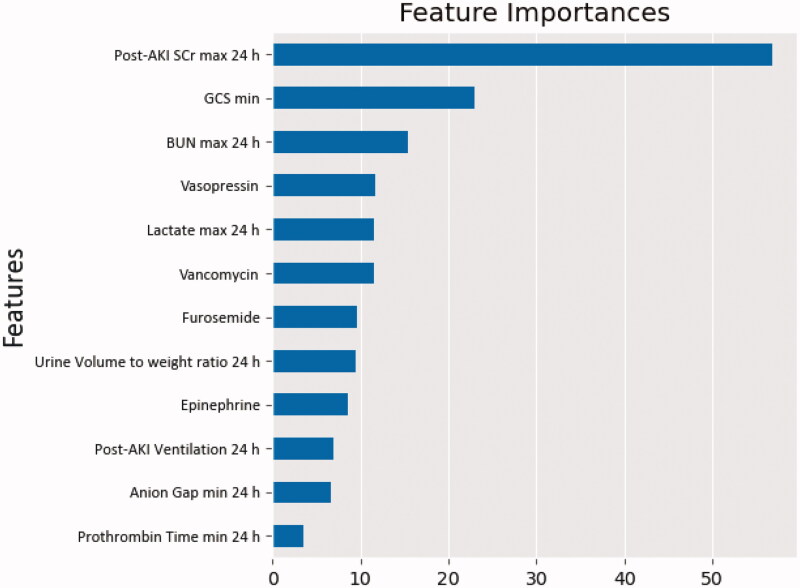 Feature Importances
Features
Post-AKI SCr max 24 h
GCS min
BUN max 24 h
Vasopressin
Lactate max 24 h
Vancomycin
Furosemide
Urine Volume to weight ratio 24 h
Epinephrine
Post-AKI Ventilation 24 h
Anion Gap min 24 h
Prothrombin Time min 24 h
0 10 20 30 40 50